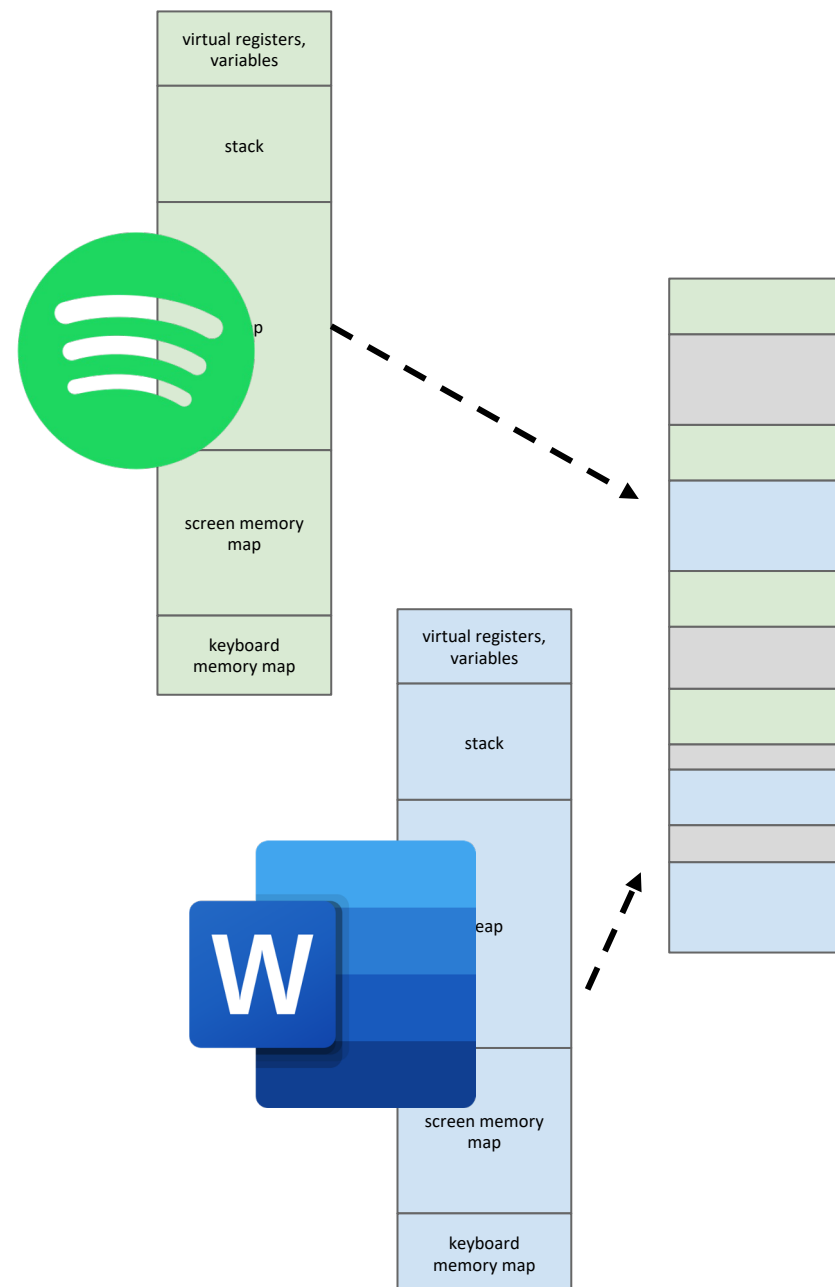 virtual registers,
variables
stack
p
screen memory
map
keyboard
memory map
virtual registers,
variables
stack
eap
W
screen memory
map
keyboard
memory map